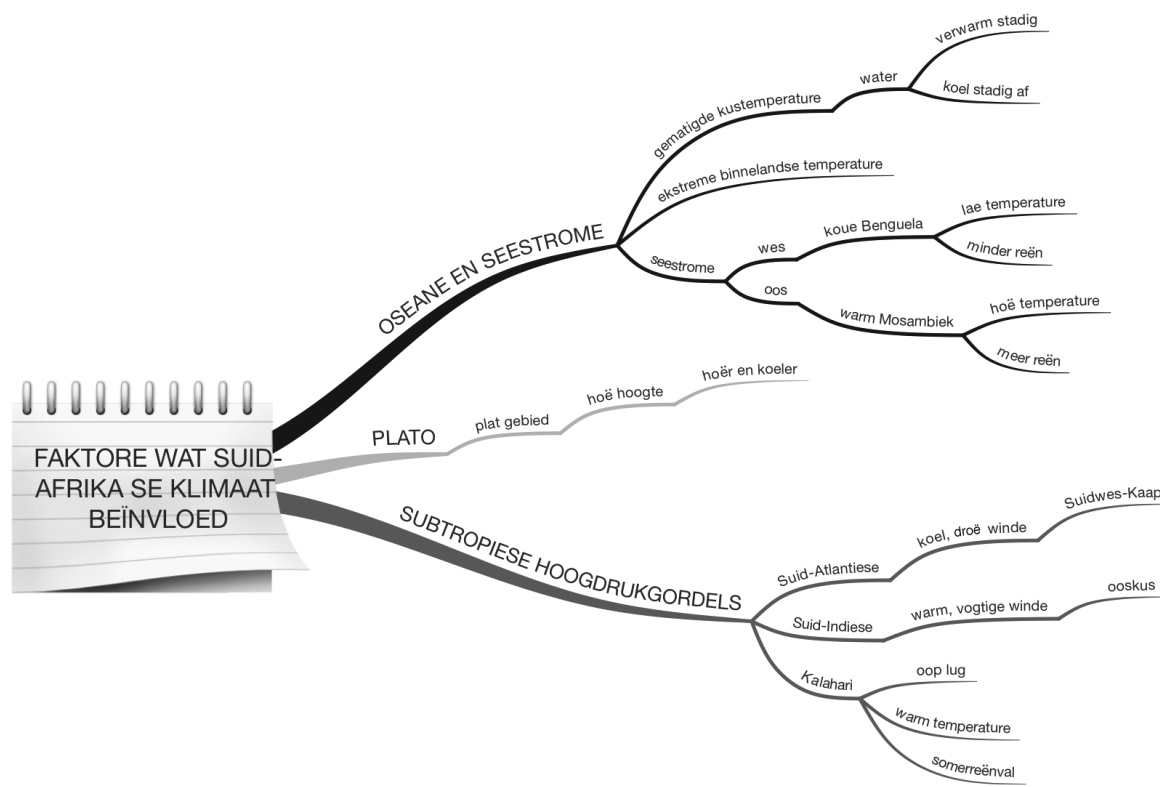 FAKTORE WAT SUID-
AFRIKA SE KLIMAAT
BEÏNVLOED
OSEANE EN SEESTROME
gematigde kustemperature
water
verwarm stadig
koel stadig af
ekstreme binnelandse temperature
seestrome
wes
koue Benguela
lae temperature
minder reën
oos
warm Mosambiek
hoë temperature
meer reën
PLATO
plat gebied
hoë hoogte
hoër en koeler
SUBTROPIESE HOOGDRUKGORDELS
Suid-Atlantiese
koel, droë winde
Suidwes-Kaap
Suid-Indiese
warm, vogtige winde
ooskus
Kalahari
oop lug
warm temperature
somerreënval